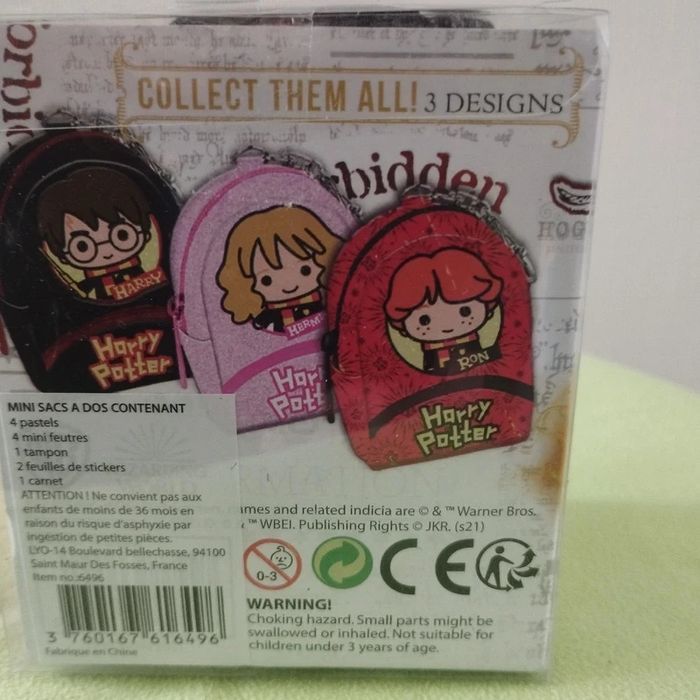 orbid
COLLECT THEM ALL! 3 DESIGNS
bidden
HOG
HARRY
Harry
Potter
HERM
Har
Pott
RON
Harry
Potter
MINI SACS A DOS CONTENANT
4 pastels
4 mini feutres
1 tampon
2 feuilles de stickers
1 carnet
ATTENTION ! Ne convient pas aux
enfants de moins de 36 mois en
raison du risque d'asphyxie par
ingestion de petites pièces.
LYO-14 Boulevard bellechasse, 94100
Saint Maur Des Fosses, France
Item no.:6496
3 760167 616496
Fabriqué en Chine
mes and related indicia are © & ™ Warner Bros.
™ WBEI. Publishing Rights © JKR. (s21)
0-3
CE
WARNING!
Choking hazard. Small parts might be
swallowed or inhaled. Not suitable for
children under 3 years of age.